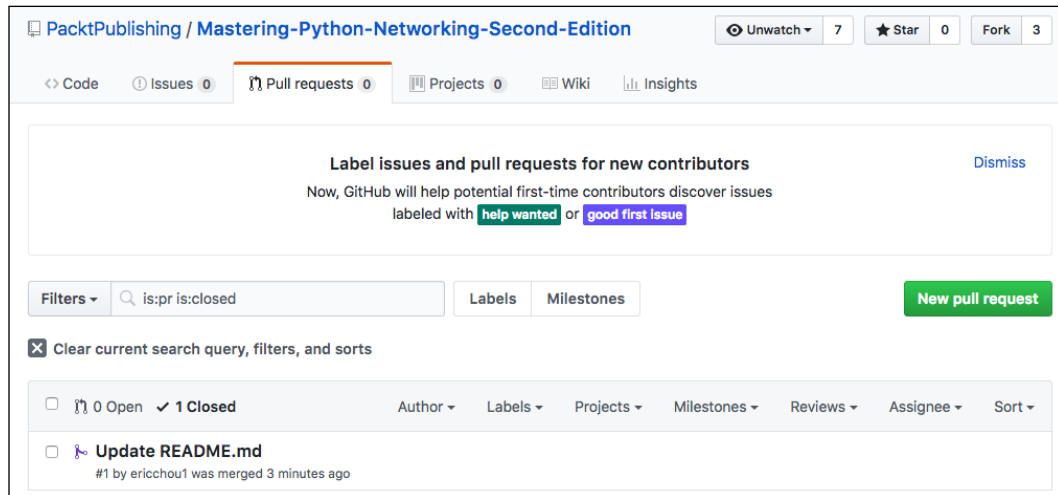 PacktPublishing / Mastering-Python-Networking-Second-Edition Unwatch 7 Star 0 Fork 3
Code Issues 0 Pull requests 0 Projects 0 Wiki Insights
Label issues and pull requests for new contributors Dismiss
Now, GitHub will help potential first-time contributors discover issues
labeled with help wanted or good first issue
Filters is:pr is:closed Labels Milestones New pull request
Clear current search query, filters, and sorts
0 Open 1 Closed Author Labels Projects Milestones Reviews Assignee Sort
Update README.md
#1 by ericchou1 was merged 3 minutes ago